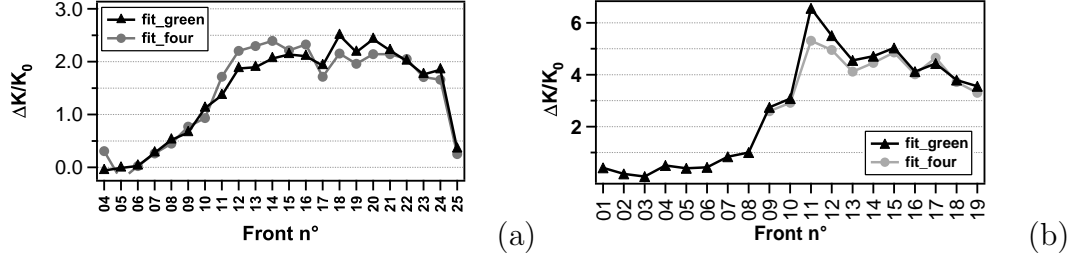 3.0
2.0
1.0
0.0
ΔK/K0
fit_green
fit_four
04 05 06 07 08 09 10 11 12 13 14 15 16 17 18 19 20 21 22 23 24 25
Front n°
(a)
6
4
2
ΔK/K0
fit_green
fit_four
01 02 03 04 05 06 07 08 09 10 11 12 13 14 15 16 17 18 19
Front n°
(b)